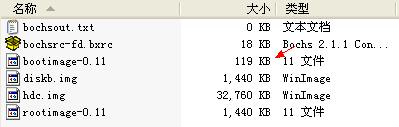 名称 大小 类型
bochsout.txt 0 KB 文本文档
bochsrc-fd.bxrc 18 KB Bochs 2.1.1 Con...
bootimage-0.11 119 KB 11 文件
diskb.img 1,440 KB WinImage
hdc.img 32,760 KB WinImage
rootimage-0.11 1,440 KB 11 文件